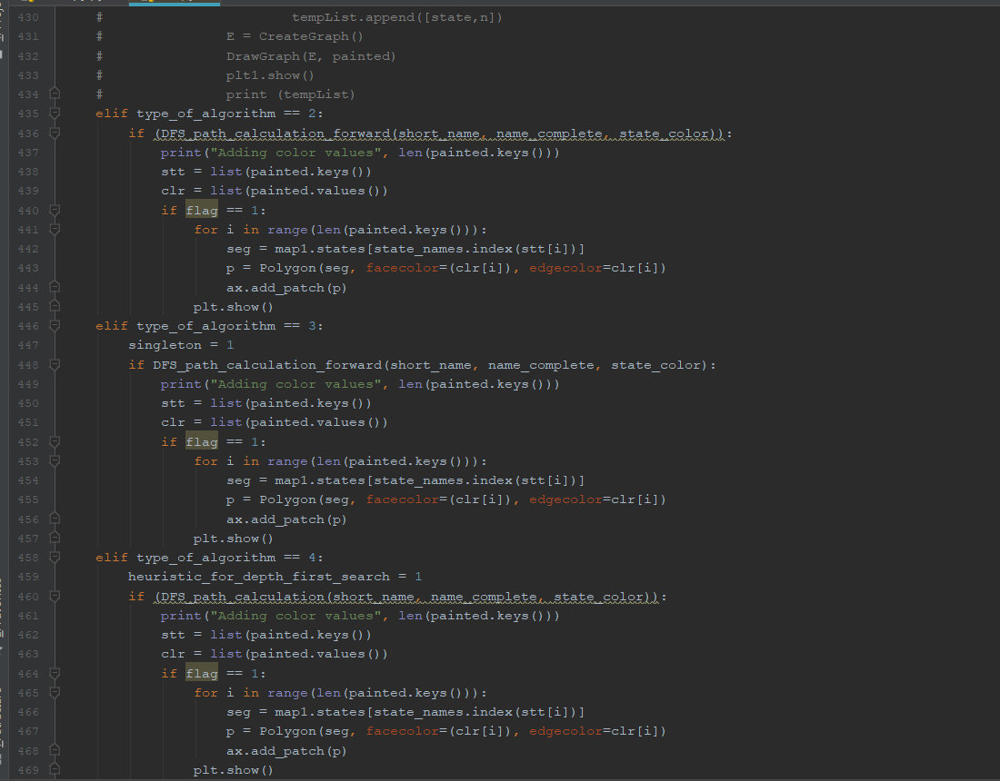 430 # tempList.append([state,n])
431 # E = CreateGraph()
432 # DrawGraph(E, painted)
433 # plt1.show()
434 # print (tempList)
435 elif type_of_algorithm == 2:
436 if (DFS_path_calculation_forward(short_name, name_complete, state_color)):
437 print("Adding color values", len(painted.keys()))
438 stt = list(painted.keys())
439 clr = list(painted.values())
440 if flag == 1:
441 for i in range(len(painted.keys())):
442 seg = map1.states[state_names.index(stt[i])]
443 p = Polygon(seg, facecolor=(clr[i]), edgecolor=clr[i])
444 ax.add_patch(p)
445 plt.show()
446 elif type_of_algorithm == 3:
447 singleton = 1
448 if DFS_path_calculation_forward(short_name, name_complete, state_color):
449 print("Adding color values", len(painted.keys()))
450 stt = list(painted.keys())
451 clr = list(painted.values())
452 if flag == 1:
453 for i in range(len(painted.keys())):
454 seg = map1.states[state_names.index(stt[i])]
455 p = Polygon(seg, facecolor=(clr[i]), edgecolor=clr[i])
456 ax.add_patch(p)
457 plt.show()
458 elif type_of_algorithm == 4:
459 heuristic_for_depth_first_search = 1
460 if (DFS_path_calculation(short_name, name_complete, state_color)):
461 print("Adding color values", len(painted.keys()))
462 stt = list(painted.keys())
463 clr = list(painted.values())
464 if flag == 1:
465 for i in range(len(painted.keys())):
466 seg = map1.states[state_names.index(stt[i])]
467 p = Polygon(seg, facecolor=(clr[i]), edgecolor=clr[i])
468 ax.add_patch(p)
469 plt.show()